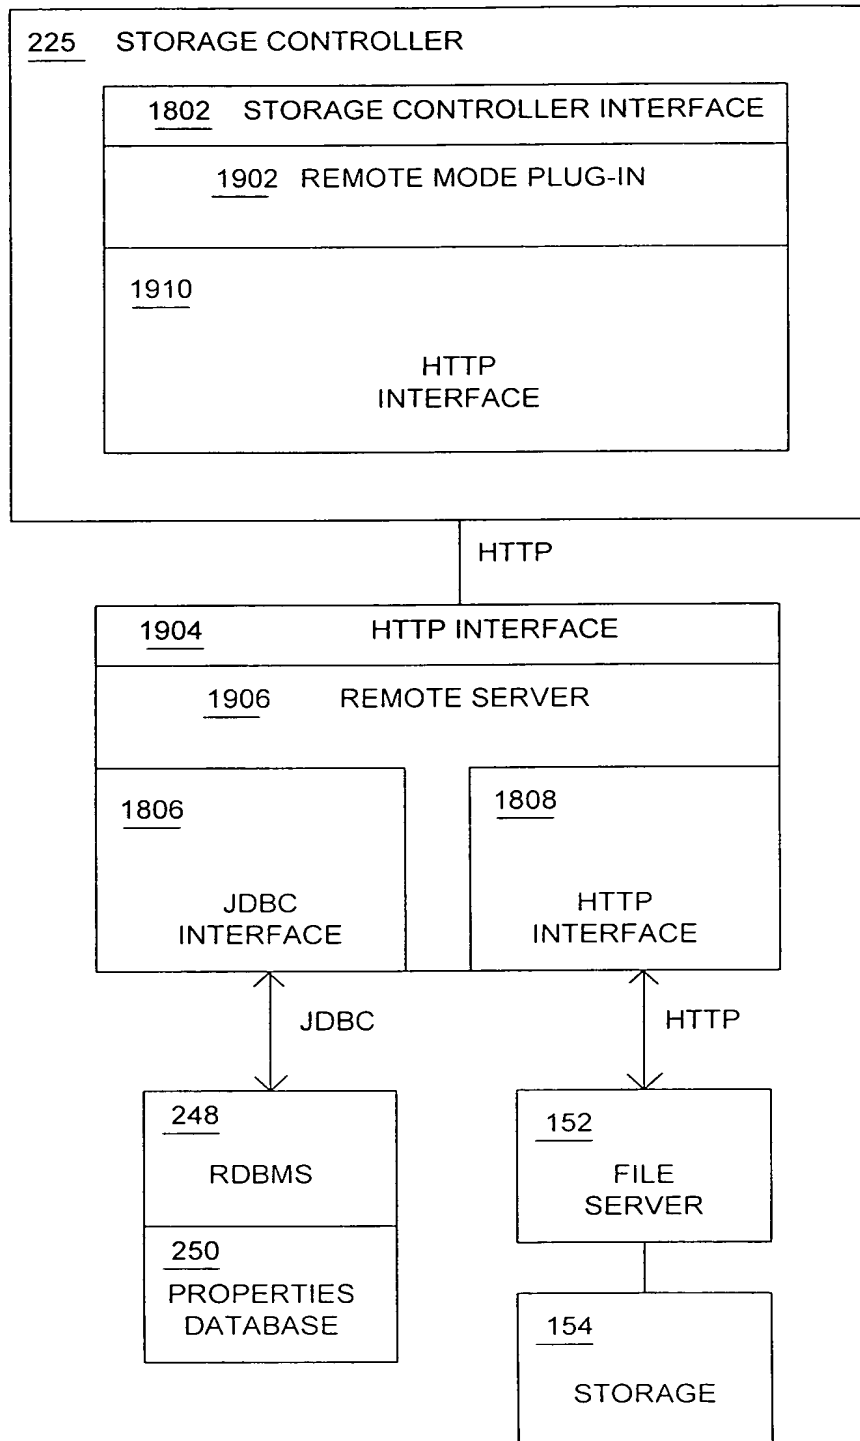 225 STORAGE CONTROLLER
1802 STORAGE CONTROLLER INTERFACE
1902 REMOTE MODE PLUG-IN
1910
HTTP
INTERFACE
HTTP
1904 HTTP INTERFACE
1906 REMOTE SERVER
1806
JDBC
INTERFACE
1808
HTTP
INTERFACE
JDBC
HTTP
248
RDBMS
250
PROPERTIES
DATABASE
152
FILE
SERVER
154
STORAGE